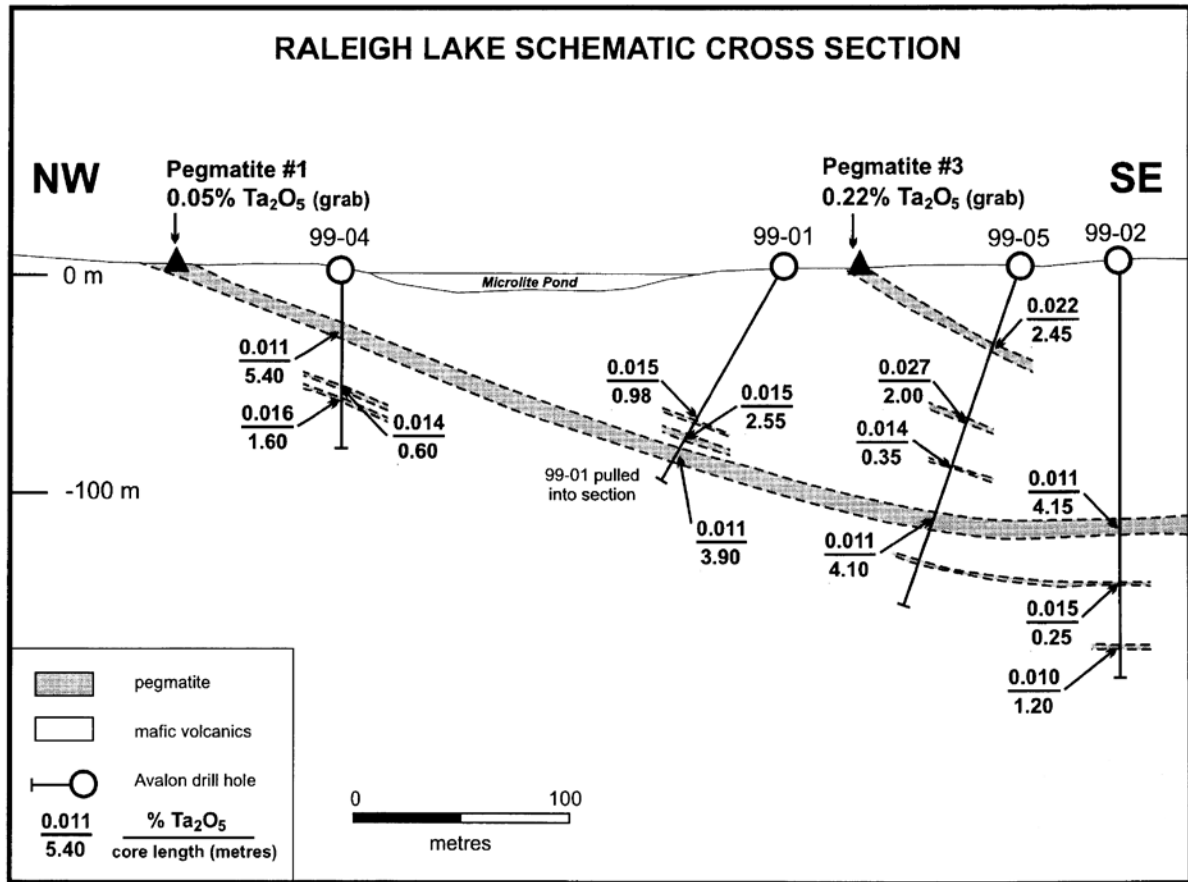 RALEIGH LAKE SCHEMATIC CROSS SECTION
NW
SE
Pegmatite #1
0.05% Ta₂O₅ (grab)
Pegmatite #3
0.22% Ta₂O₅ (grab)
99-04
99-01
99-05
99-02
0 m
Microlite Pond
0.022
2.45
0.011
5.40
0.015
0.98
0.015
2.55
0.027
2.00
0.016
1.60
0.014
0.60
0.014
0.35
99-01 pulled
into section
-100 m
0.011
4.15
0.011
3.90
0.011
4.10
0.015
0.25
0.010
1.20
pegmatite
mafic volcanics
Avalon drill hole
0.011
5.40
% Ta₂O₅
core length (metres)
0
100
metres